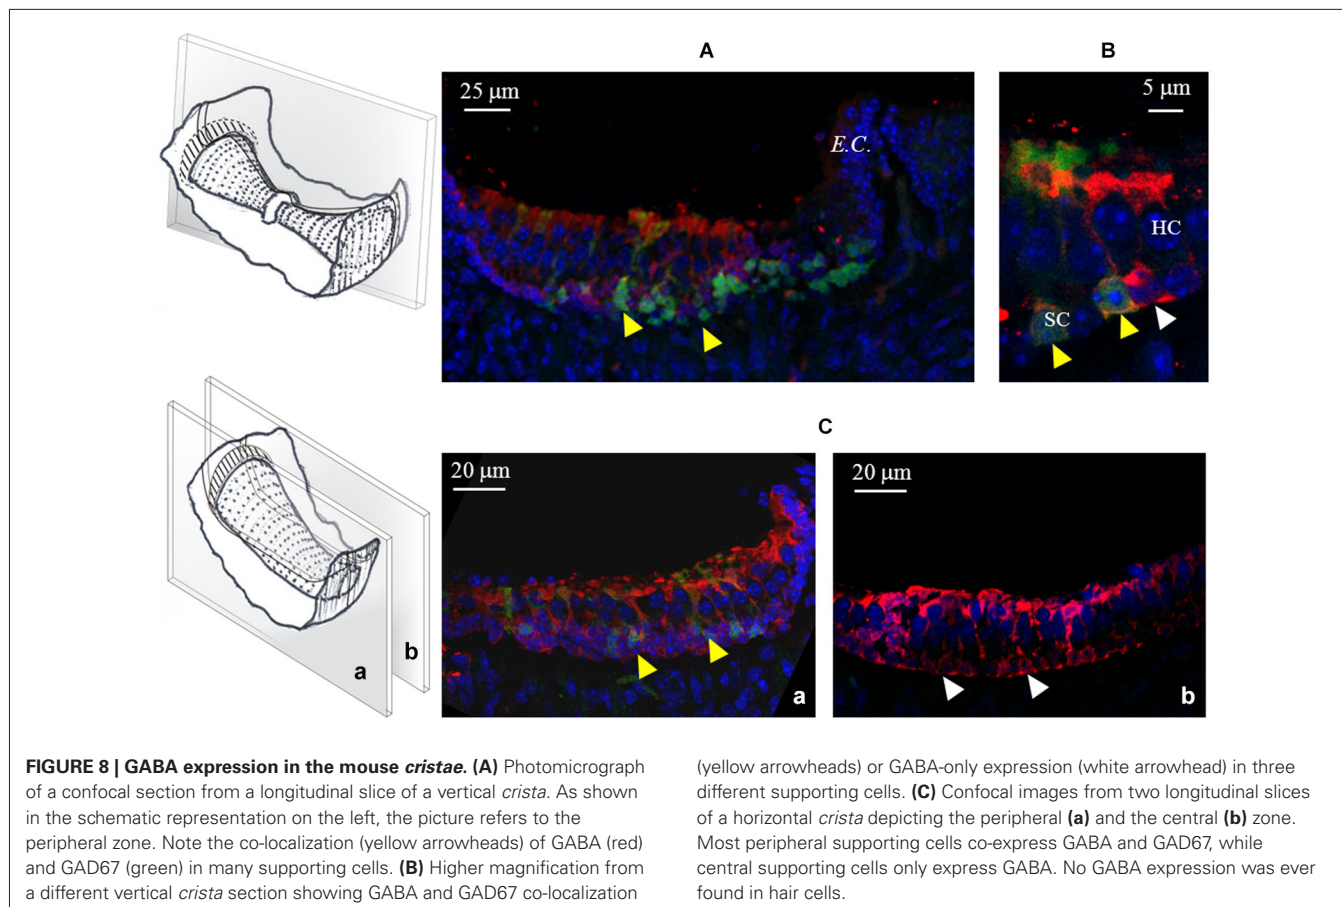 A
B
25 µm
E.C.
5 µm
HC
SC
C
20 µm
a
20 µm
b
a
b
FIGURE 8 | GABA expression in the mouse cristae. (A) Photomicrograph
of a confocal section from a longitudinal slice of a vertical crista. As shown
in the schematic representation on the left, the picture refers to the
peripheral zone. Note the co-localization (yellow arrowheads) of GABA (red)
and GAD67 (green) in many supporting cells. (B) Higher magnification from
a different vertical crista section showing GABA and GAD67 co-localization
(yellow arrowheads) or GABA-only expression (white arrowhead) in three
different supporting cells. (C) Confocal images from two longitudinal slices
of a horizontal crista depicting the peripheral (a) and the central (b) zone.
Most peripheral supporting cells co-express GABA and GAD67, while
central supporting cells only express GABA. No GABA expression was ever
found in hair cells.